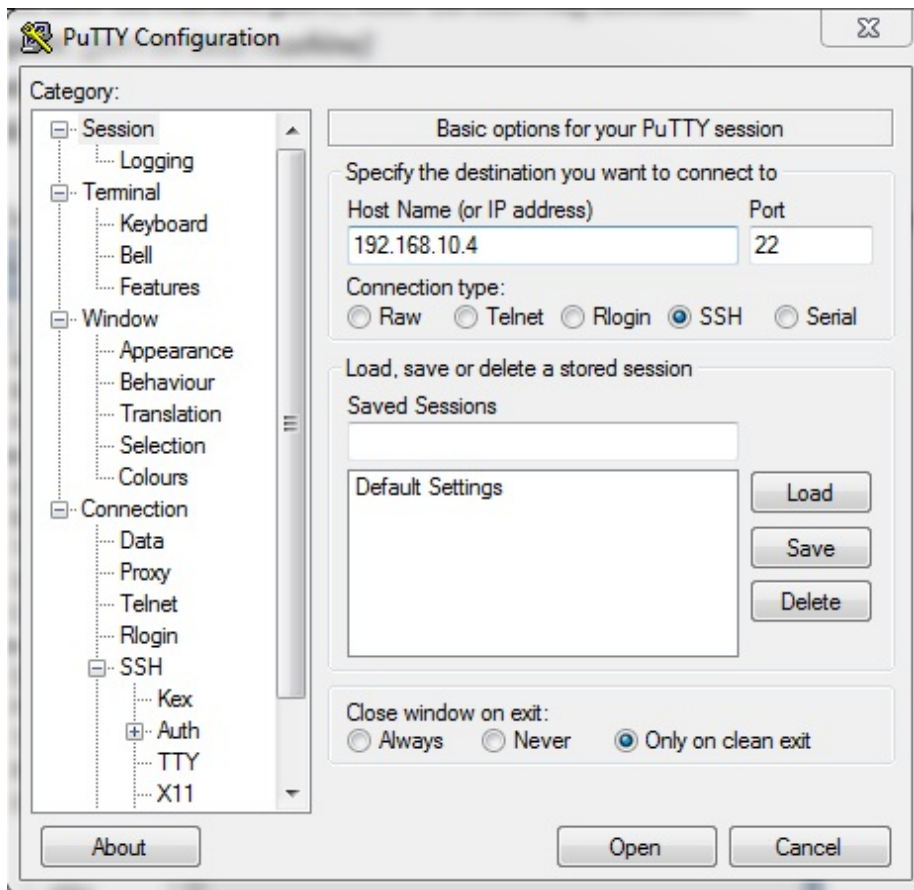 PuTTY Configuration
Category:
Session
Logging
Terminal
Keyboard
Bell
Features
Window
Appearance
Behaviour
Translation
Selection
Colours
Connection
Data
Proxy
Telnet
Rlogin
SSH
Kex
Auth
TTY
X11
Basic options for your PuTTY session
Specify the destination you want to connect to
Host Name (or IP address) Port
192.168.10.4 22
Connection type:
Raw Telnet Rlogin SSH Serial
Load, save or delete a stored session
Saved Sessions
Default Settings
Load
Save
Delete
Close window on exit:
Always Never Only on clean exit
About Open Cancel